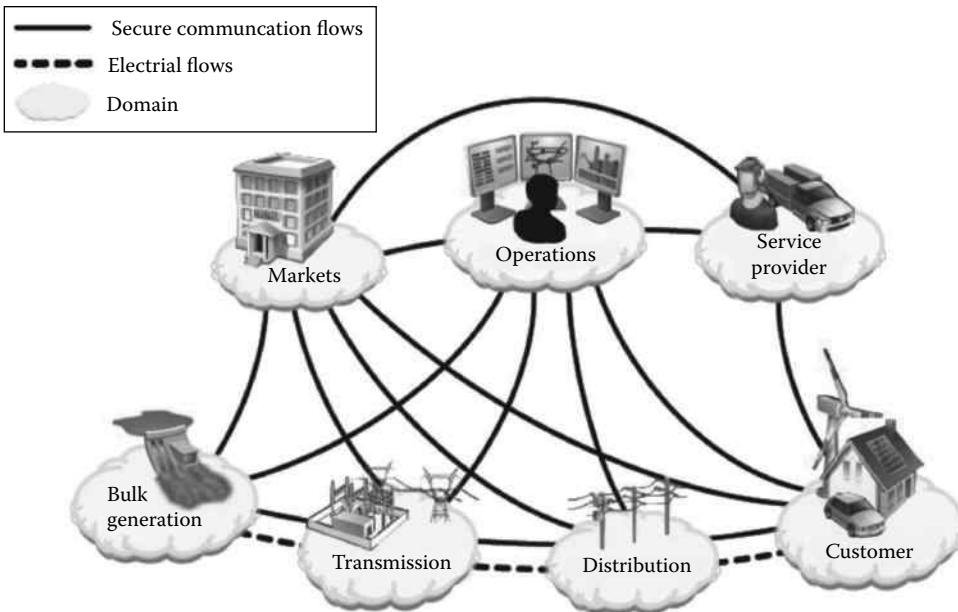 Secure communcation flows
Electrial flows
Domain
Markets
Operations
Service
provider
Bulk
generation
Transmission
Distribution
Customer